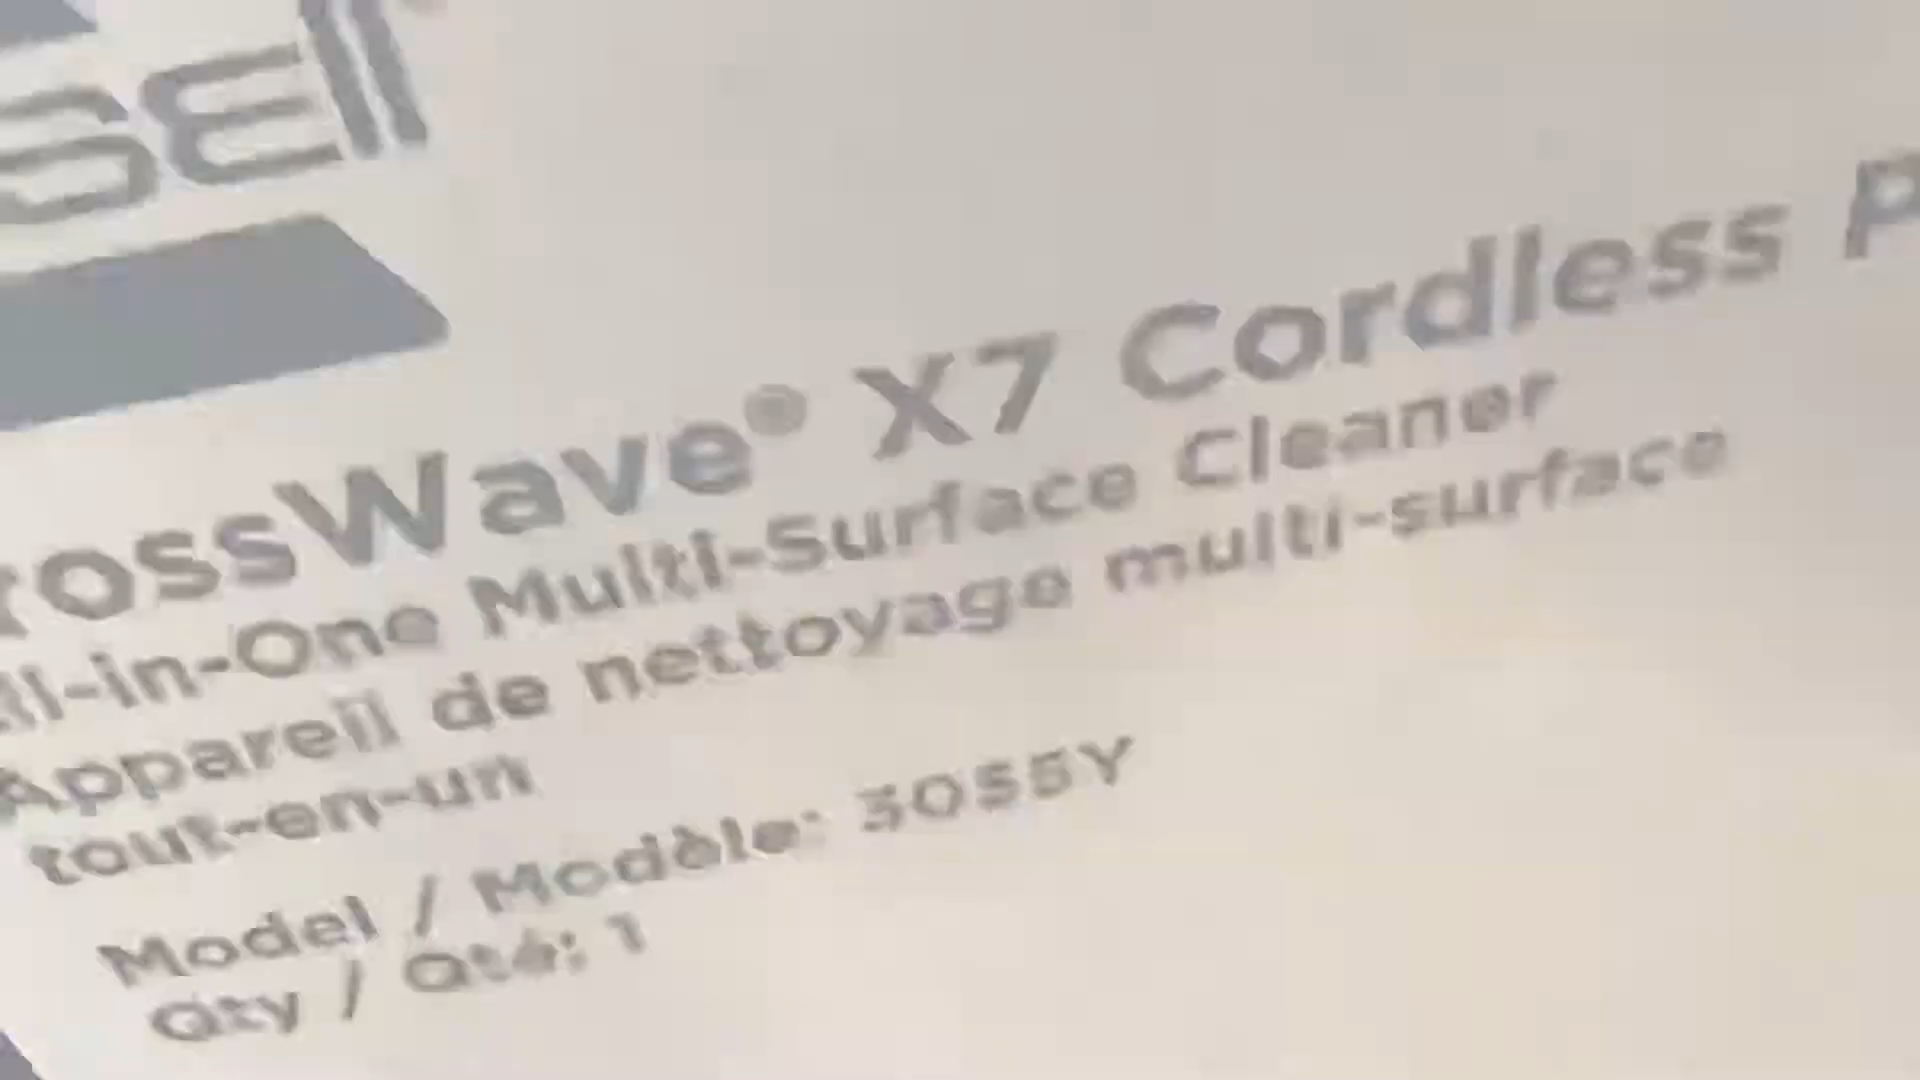 ssell
rossWave® X7 Cordless P
ll-in-One Multi-Surface Cleaner
Appareil de nettoyage multi-surface
tout-en-un
Model / Modèle: 3055Y
Qty / Qté: 1